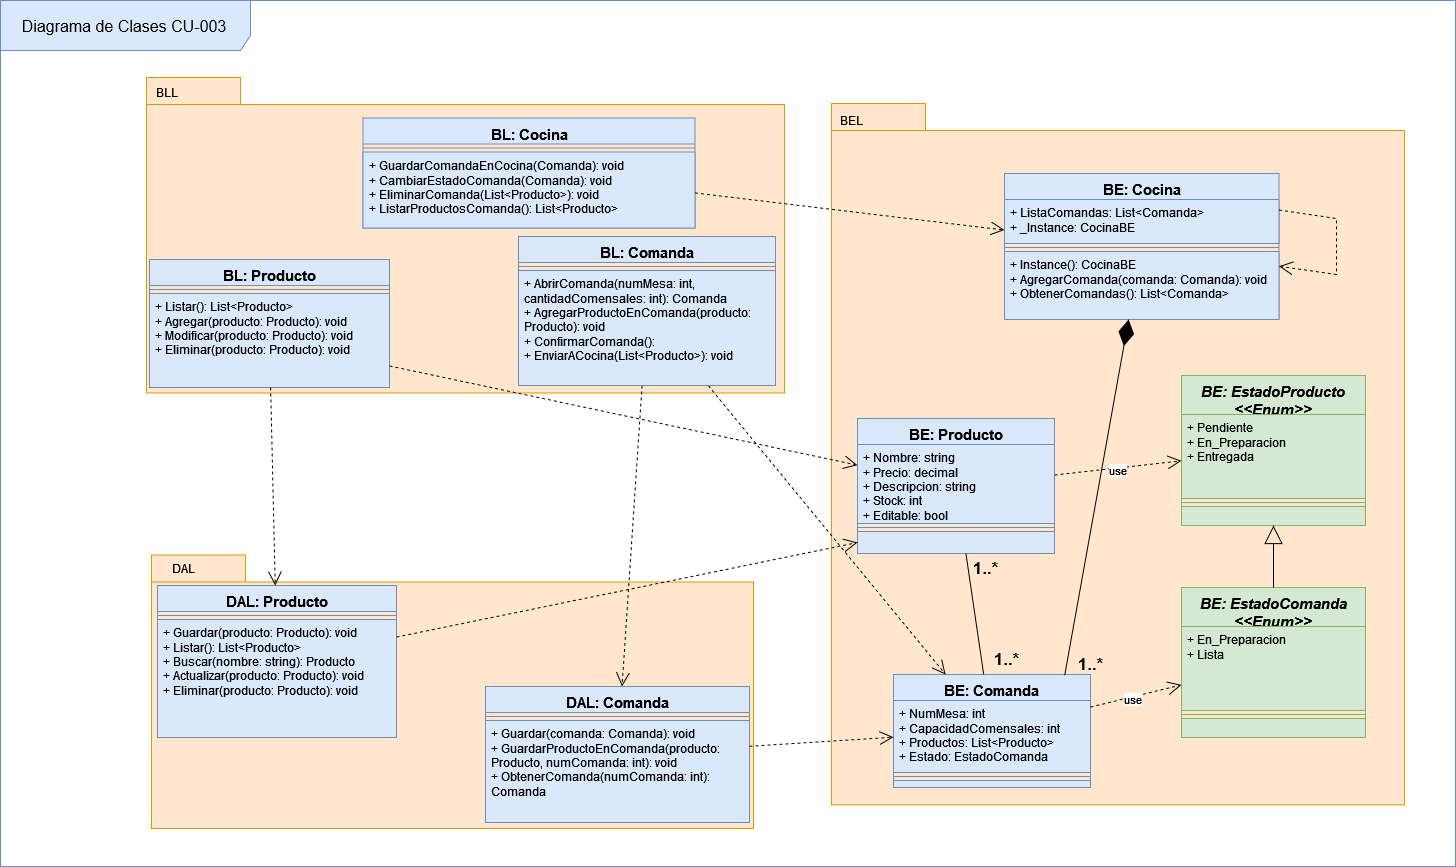 Diagrama de Clases CU-003
BLL
BL: Cocina
+ GuardarComandaEnCocina(Comanda): void
+ CambiarEstadoComanda(Comanda): void
+ EliminarComanda(List<Producto>): void
+ ListarProductosComanda(): List<Producto>
BL: Producto
+ Listar(): List<Producto>
+ Agregar(producto: Producto): void
+ Modificar(producto: Producto): void
+ Eliminar(producto: Producto): void
BL: Comanda
+ AbrirComanda(numMesa: int,
cantidadComensales: int): Comanda
+ AgregarProductoEnComanda(producto:
Producto): void
+ ConfirmarComanda():
+ EnviarACocina(List<Producto>): void
BEL
BE: Cocina
+ ListaComandas: List<Comanda>
+ _Instance: CocinaBE
+ Instance(): CocinaBE
+ AgregarComanda(comanda: Comanda): void
+ ObtenerComandas(): List<Comanda>
BE: Producto
+ Nombre: string
+ Precio: decimal
+ Descripcion: string
+ Stock: int
+ Editable: bool
use
BE: EstadoProducto
<<Enum>>
+ Pendiente
+ En_Preparacion
+ Entregada
1..*
1..*
1..*
BE: EstadoComanda
<<Enum>>
+ En_Preparacion
+ Lista
BE: Comanda
+ NumMesa: int
+ CapacidadComensales: int
+ Productos: List<Producto>
+ Estado: EstadoComanda
use
DAL
DAL: Producto
+ Guardar(producto: Producto): void
+ Listar(): List<Producto>
+ Buscar(nombre: string): Producto
+ Actualizar(producto: Producto): void
+ Eliminar(producto: Producto): void
DAL: Comanda
+ Guardar(comanda: Comanda): void
+ GuardarProductoEnComanda(producto:
Producto, numComanda: int): void
+ ObtenerComanda(numComanda: int):
Comanda